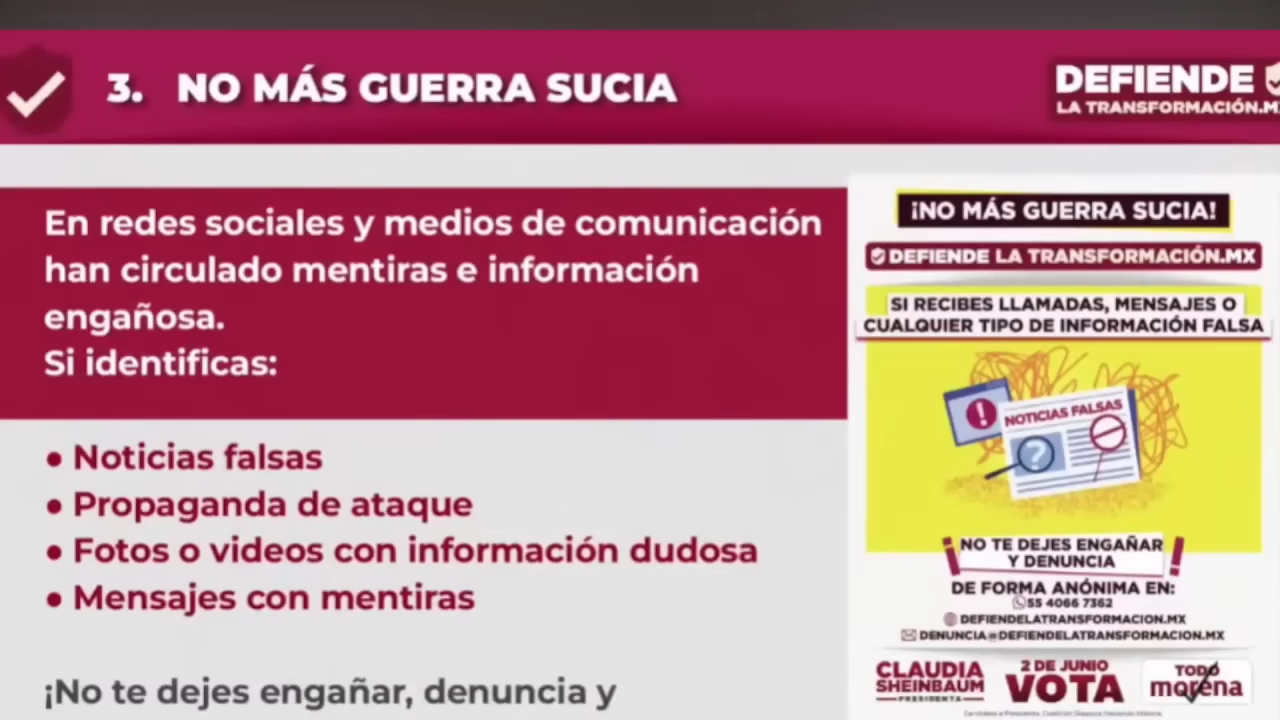 3. NO MÁS GUERRA SUCIA
DEFIENDE
LA TRANSFORMACIÓN.M
En redes sociales y medios de comunicación
han circulado mentiras e información
engañosa.
Si identificas:
• Noticias falsas
• Propaganda de ataque
• Fotos o videos con información dudosa
• Mensajes con mentiras
¡No te dejes engañar, denuncia y
¡NO MÁS GUERRA SUCIA!
DEFIENDE LA TRANSFORMACIÓN.MX
SI RECIBES LLAMADAS, MENSAJES O
CUALQUIER TIPO DE INFORMACIÓN FALSA
NOTICIAS FALSAS
?
!
¡NO TE DEJES ENGAÑAR
Y DENUNCIA!
DE FORMA ANÓNIMA EN:
55 4066 7362
DEFIENDELATRANSFORMACION.MX
DENUNCIA@DEFIENDELATRANSFORMACION.MX
CLAUDIA
SHEINBAUM
PRESIDENTA
2 DE JUNIO
VOTA
TODO
morena